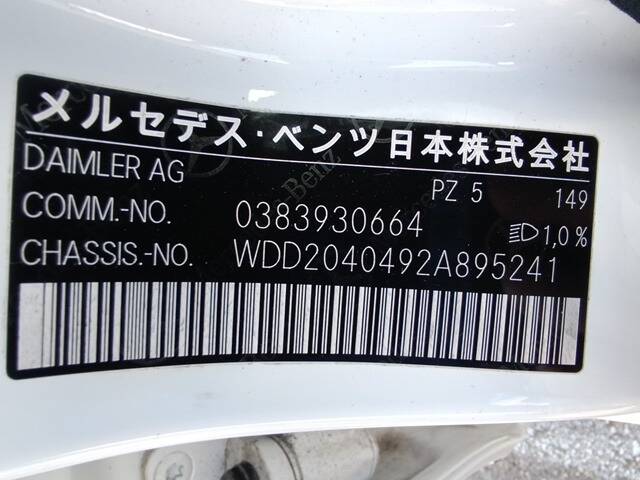 メルセデス・ベンツ日本株式会社
DAIMLER AG
PZ 5 149
COMM.-NO. 0383930664 1,0 %
CHASSIS.-NO. WDD2040492A895241